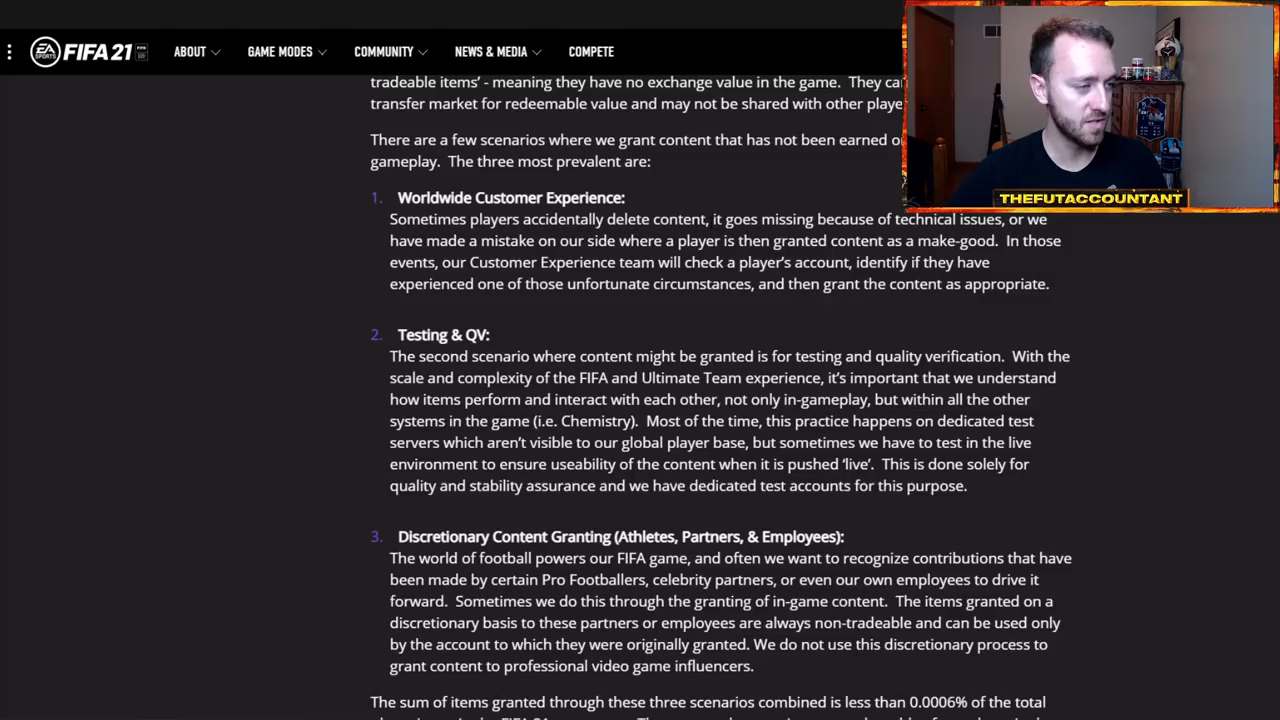 EA SPORTS FIFA 21 ABOUT GAME MODES COMMUNITY NEWS & MEDIA COMPETE
tradeable items' - meaning they have no exchange value in the game. They can'
transfer market for redeemable value and may not be shared with other playe
There are a few scenarios where we grant content that has not been earned o
gameplay. The three most prevalent are:
THEFUTACCOUNTANT
1. Worldwide Customer Experience:
Sometimes players accidentally delete content, it goes missing because of technical issues, or we
have made a mistake on our side where a player is then granted content as a make-good. In those
events, our Customer Experience team will check a player's account, identify if they have
experienced one of those unfortunate circumstances, and then grant the content as appropriate.
2. Testing & QV:
The second scenario where content might be granted is for testing and quality verification. With the
scale and complexity of the FIFA and Ultimate Team experience, it's important that we understand
how items perform and interact with each other, not only in-gameplay, but within all the other
systems in the game (i.e. Chemistry). Most of the time, this practice happens on dedicated test
servers which aren't visible to our global player base, but sometimes we have to test in the live
environment to ensure useability of the content when it is pushed 'live'. This is done solely for
quality and stability assurance and we have dedicated test accounts for this purpose.
3. Discretionary Content Granting (Athletes, Partners, & Employees):
The world of football powers our FIFA game, and often we want to recognize contributions that have
been made by certain Pro Footballers, celebrity partners, or even our own employees to drive it
forward. Sometimes we do this through the granting of in-game content. The items granted on a
discretionary basis to these partners or employees are always non-tradeable and can be used only
by the account to which they were originally granted. We do not use this discretionary process to
grant content to professional video game influencers.
The sum of items granted through these three scenarios combined is less than 0.0006% of the total